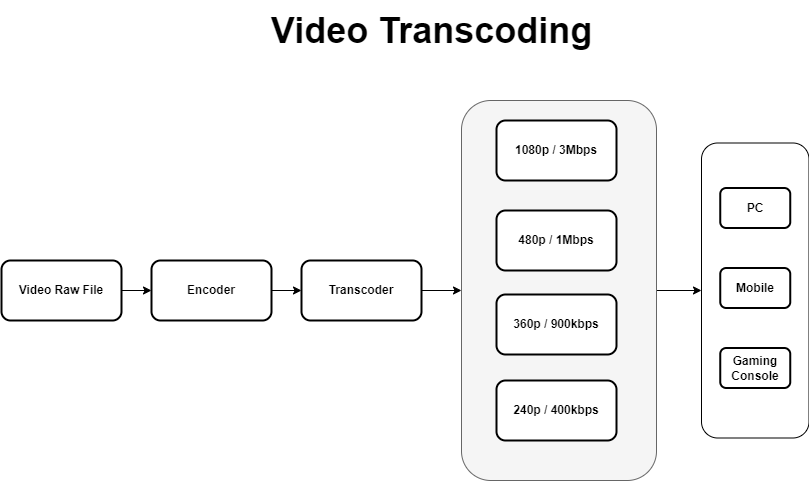 Video Transcoding
Video Raw File
Encoder
Transcoder
1080p / 3Mbps
480p / 1Mbps
360p / 900kbps
240p / 400kbps
PC
Mobile
Gaming
Console